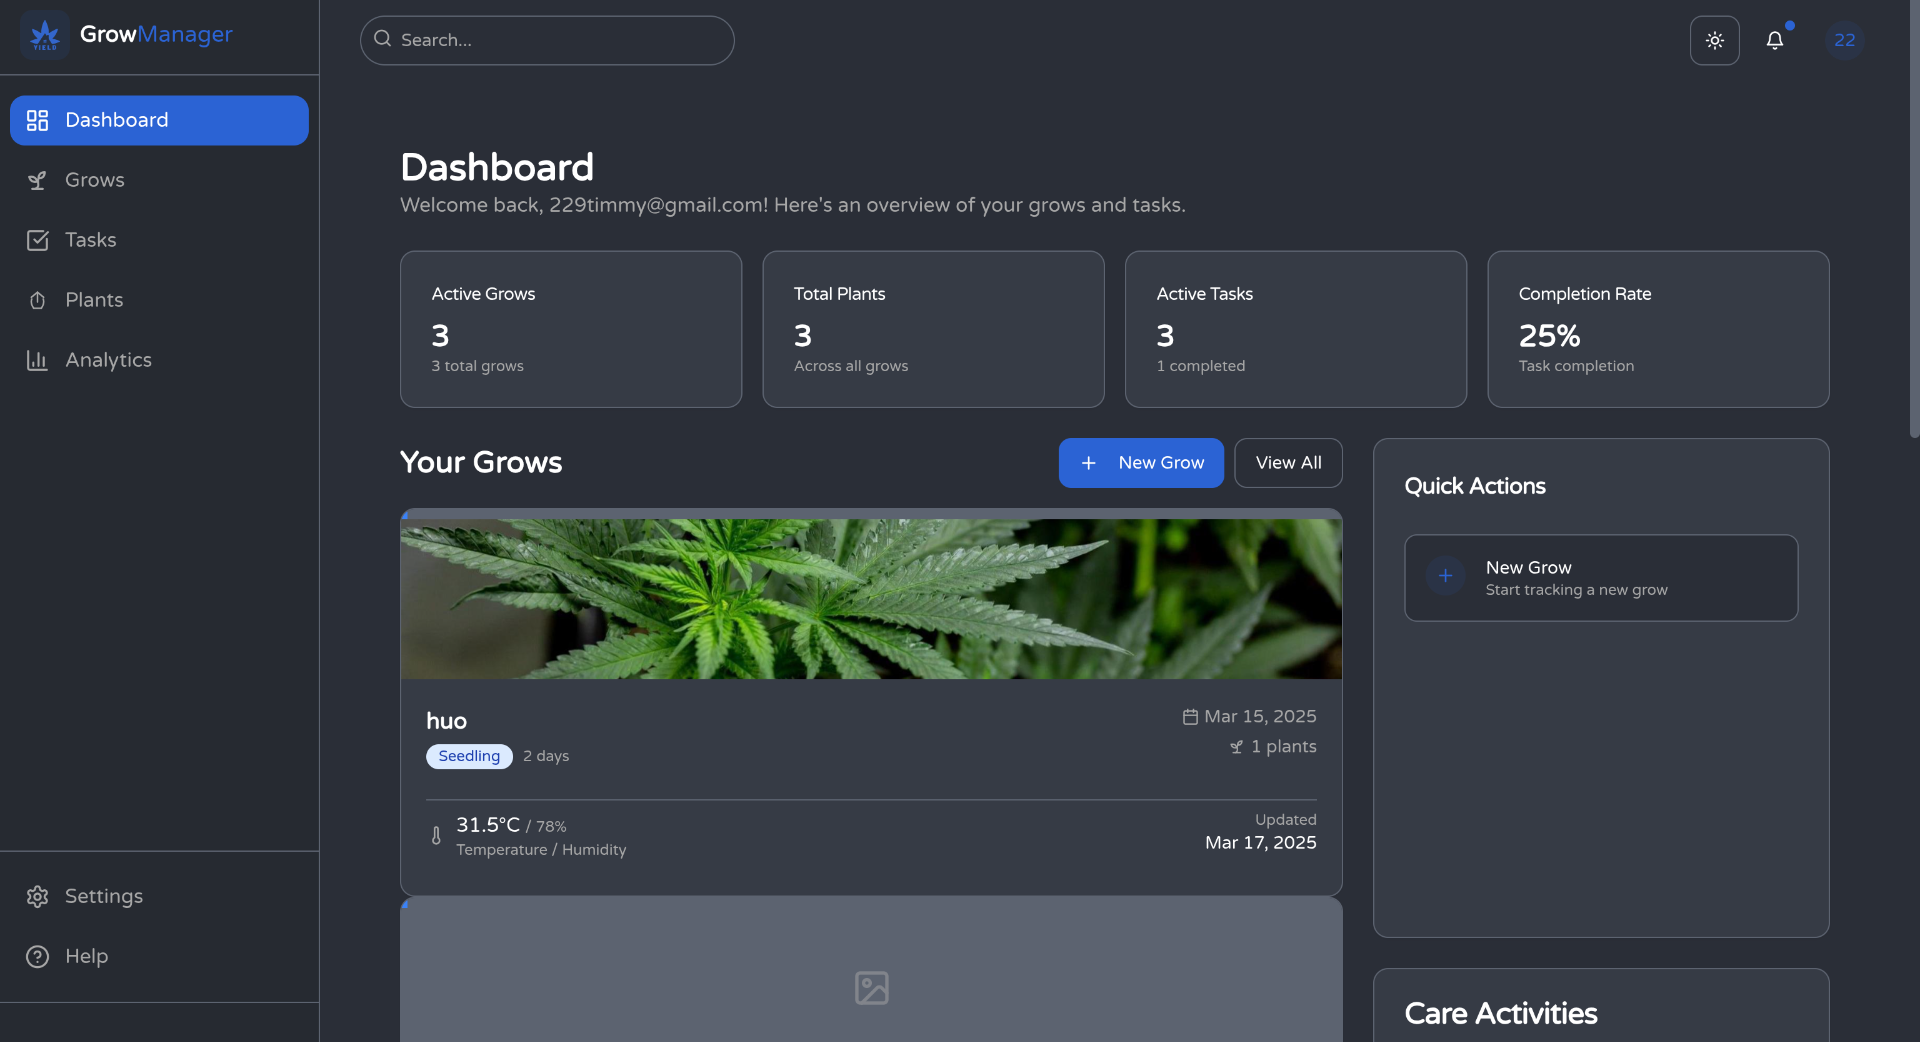 YIELD
GrowManager
Search...
22
Dashboard
Grows
Tasks
Plants
Analytics
Settings
Help
Dashboard
Welcome back, 229timmy@gmail.com! Here's an overview of your grows and tasks.
Active Grows
3
3 total grows
Total Plants
3
Across all grows
Active Tasks
3
1 completed
Completion Rate
25%
Task completion
Your Grows
New Grow
View All
huo
Mar 15, 2025
Seedling 2 days
1 plants
31.5°C / 78%
Temperature / Humidity
Updated
Mar 17, 2025
Quick Actions
New Grow
Start tracking a new grow
Care Activities